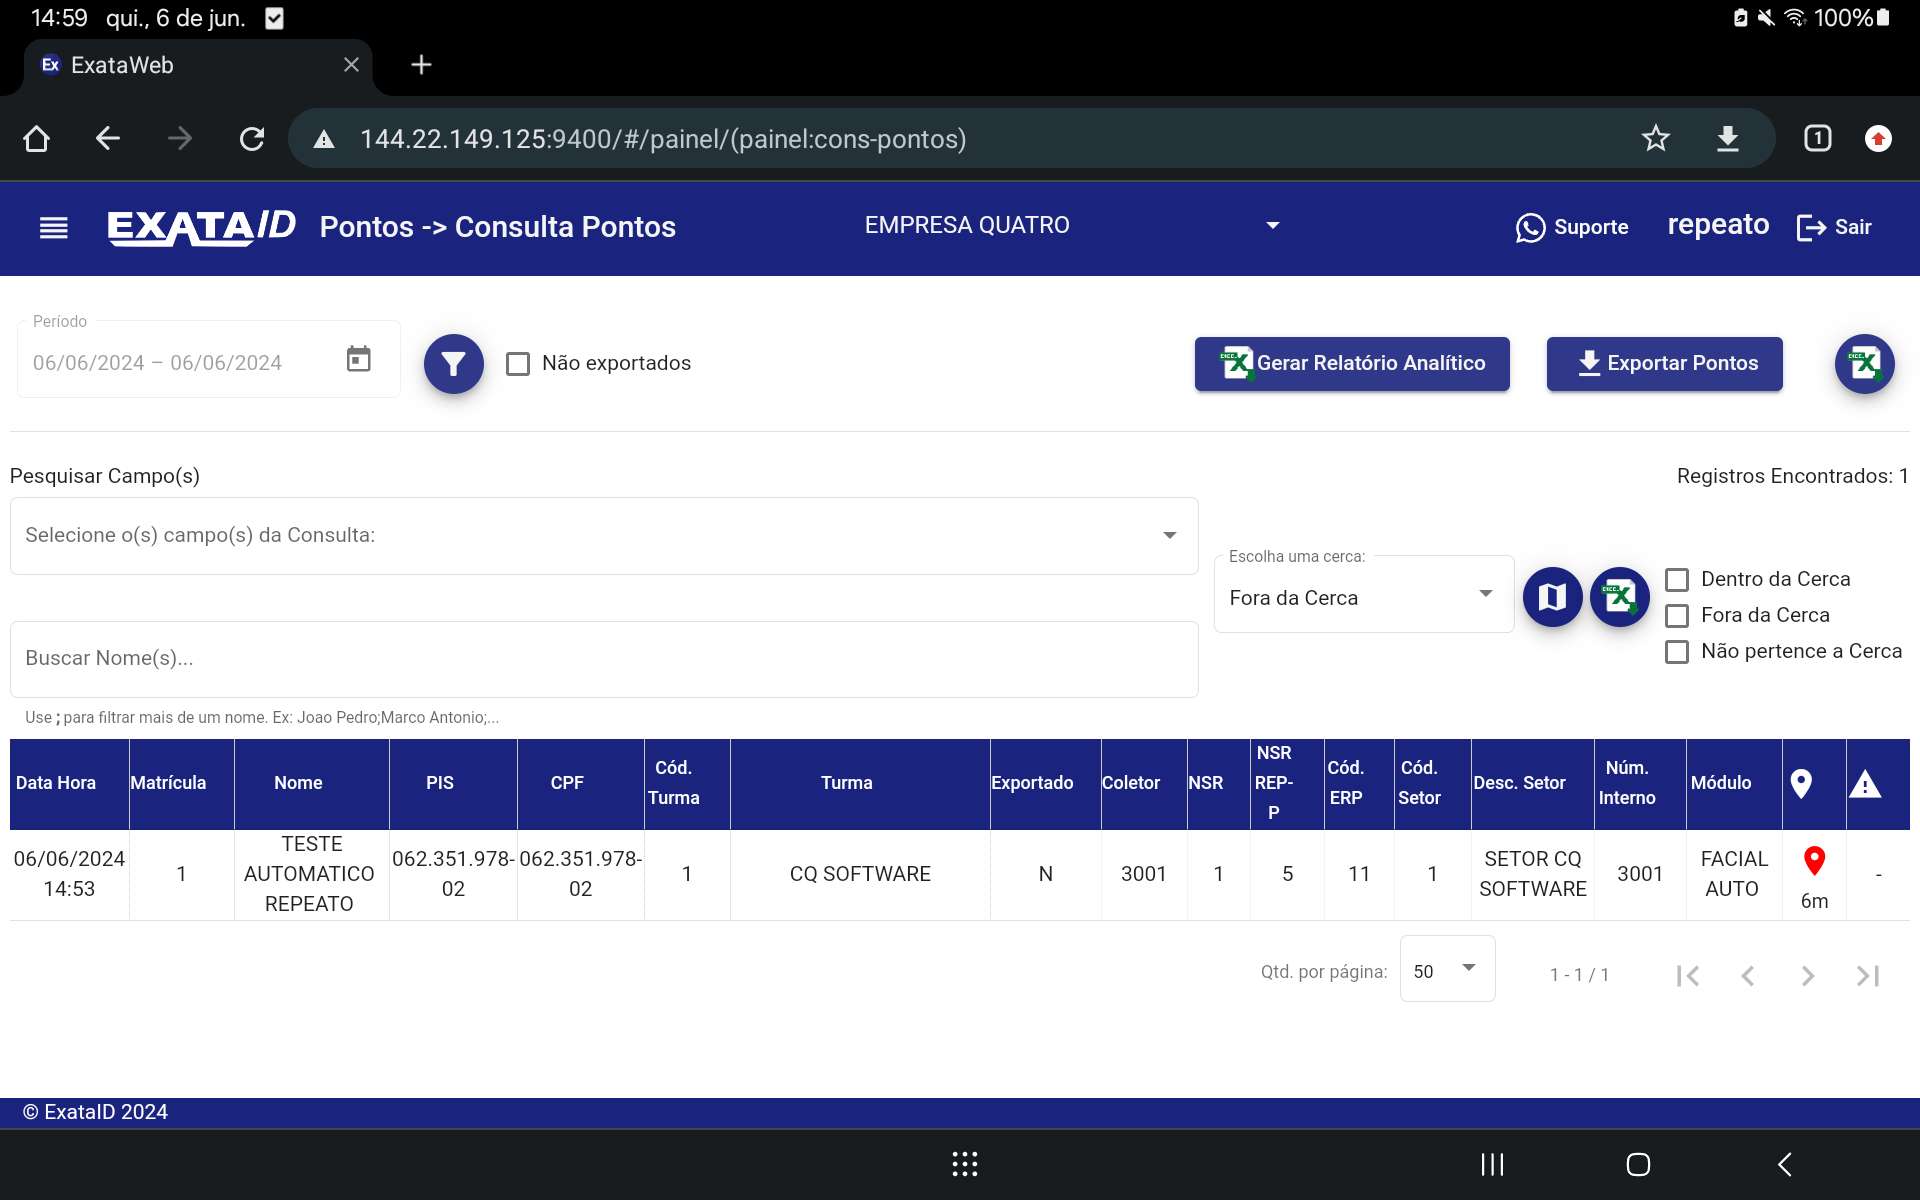 14:59 qui., 6 de jun. 100%
Ex ExataWeb
144.22.149.125:9400/#/painel/(painel:cons-pontos) 1
EXATAID Pontos -> Consulta Pontos EMPRESA QUATRO Suporte repeato Sair
Período
06/06/2024 – 06/06/2024 Não exportados Gerar Relatório Analítico Exportar Pontos
Pesquisar Campo(s) Registros Encontrados: 1
Selecione o(s) campo(s) da Consulta:
Escolha uma cerca:
Fora da Cerca
Dentro da Cerca
Fora da Cerca
Não pertence a Cerca
Buscar Nome(s)...
Use ; para filtrar mais de um nome. Ex: Joao Pedro;Marco Antonio;...
Data Hora Matrícula Nome PIS CPF Cód. Turma Turma Exportado Coletor NSR NSR REP-P Cód. ERP Cód. Setor Desc. Setor Núm. Interno Módulo
06/06/2024 14:53 1 TESTE AUTOMATICO REPEATO 062.351.978-02 062.351.978-02 1 CQ SOFTWARE N 3001 1 5 11 1 SETOR CQ SOFTWARE 3001 FACIAL AUTO 6m -
Qtd. por página: 50 1 - 1 / 1
© ExataID 2024